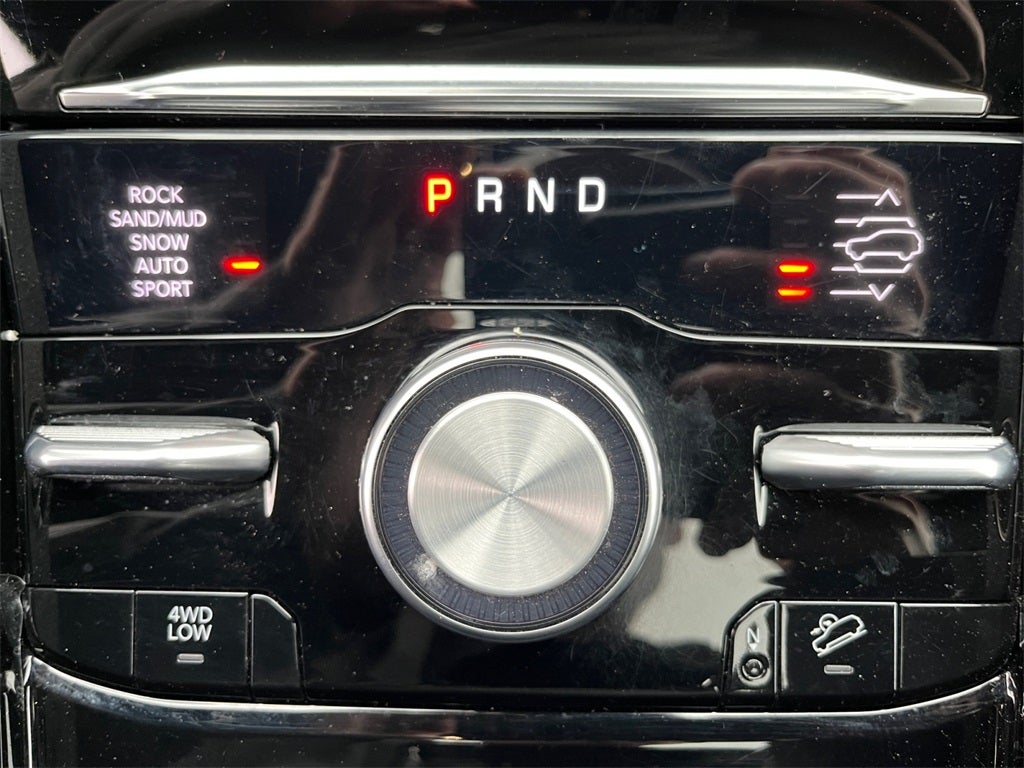 ROCK
SAND/MUD
SNOW
AUTO
SPORT
P R N D
4WD
LOW
N